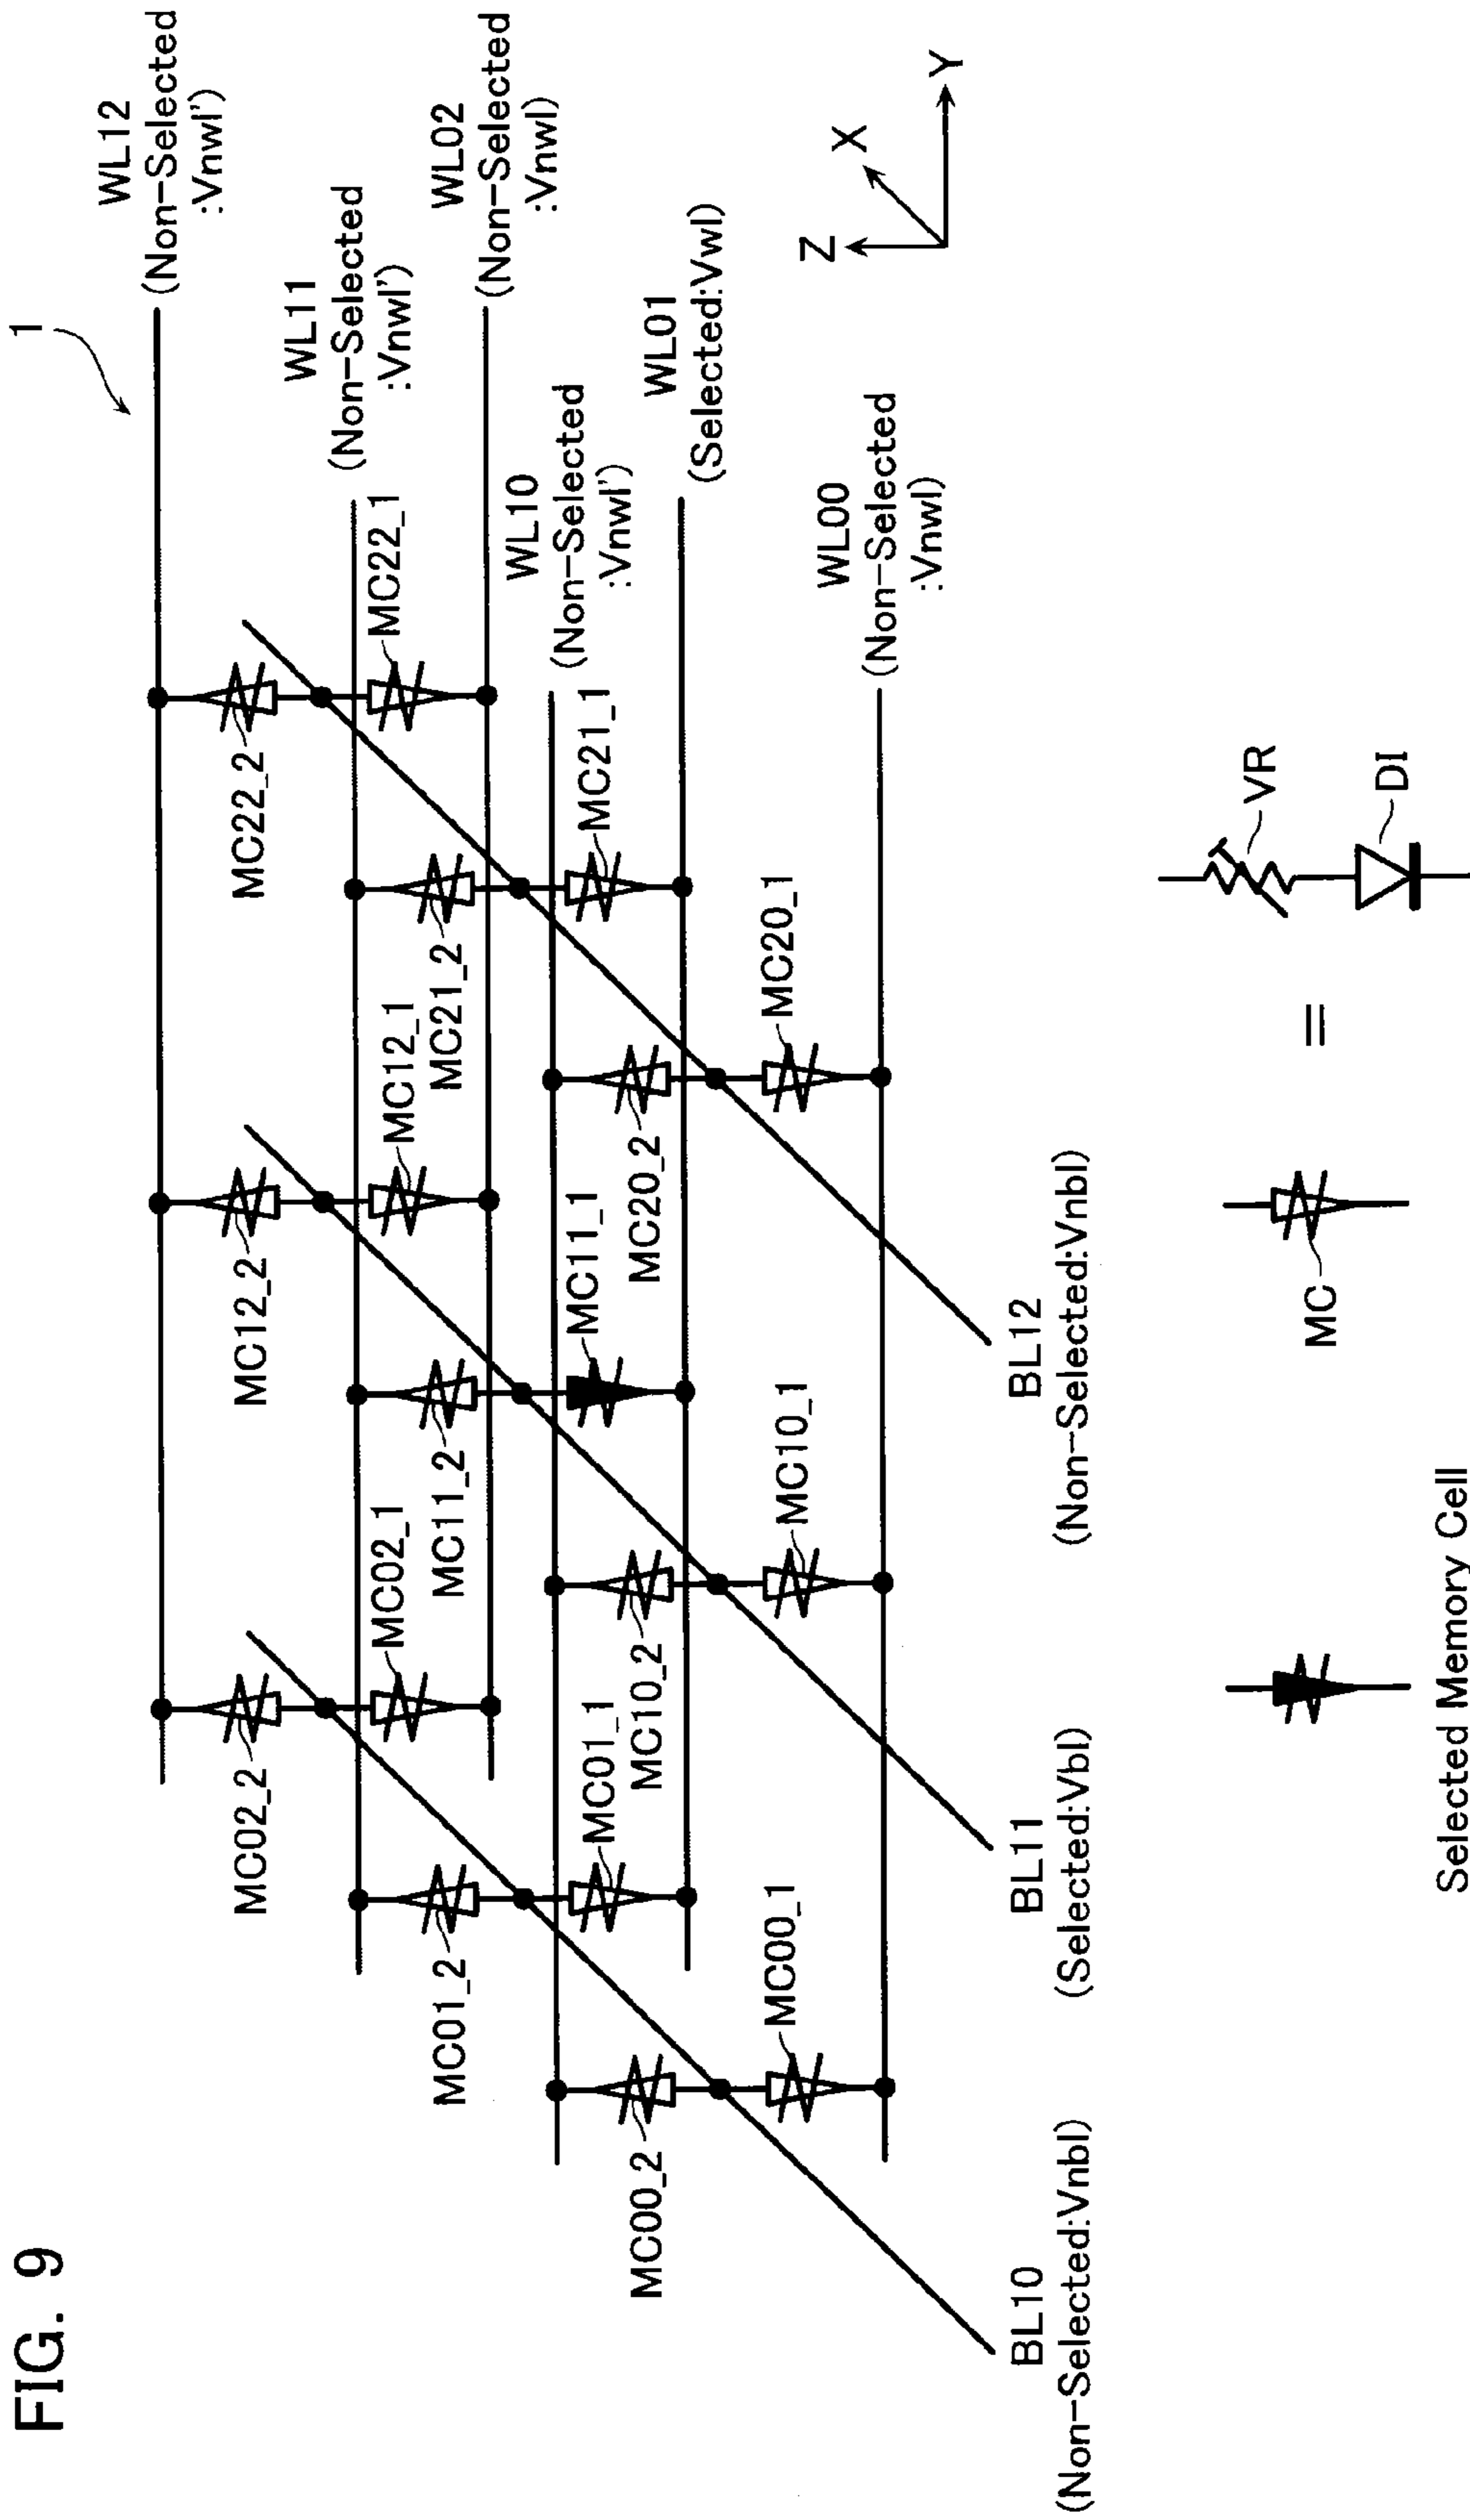 FIG. 9
1
WL12
(Non-Selected
:Vnwl')
WL11
(Non-Selected
:Vnwl')
WL02
(Non-Selected
:Vnwl)
WL10
(Non-Selected
:Vnwl')
WL01
(Selected:Vwl)
WL00
(Non-Selected
:Vnwl)
Z
X
Y
MC02_2
MC12_2
MC22_2
MC02_1
MC12_1
MC22_1
MC01_2
MC11_2
MC21_2
MC01_1
MC11_1
MC21_1
MC00_2
MC10_2
MC20_2
MC00_1
MC10_1
MC20_1
BL10
(Non-Selected:Vnbl)
BL11
(Selected:Vbl)
BL12
(Non-Selected:Vnbl)
Selected Memory Cell
MC
=
VR
DI